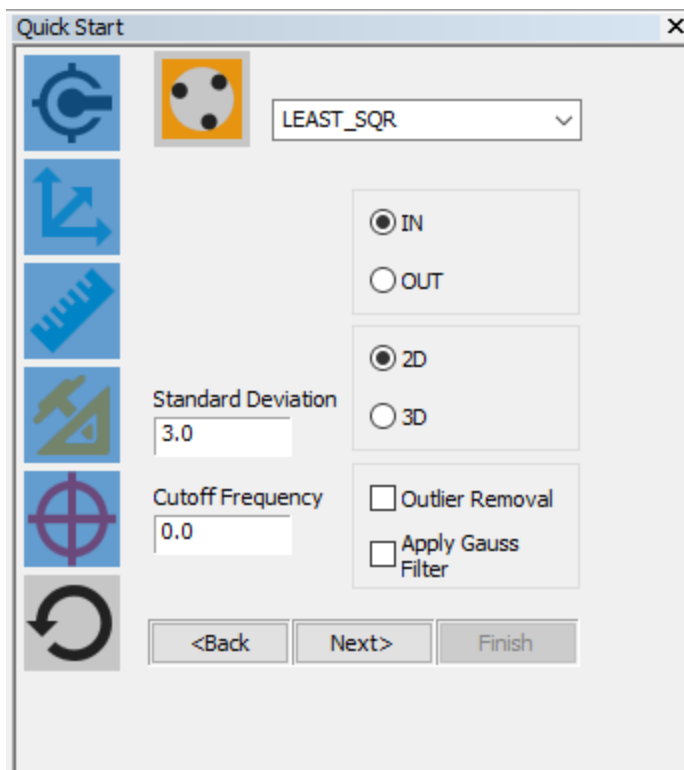 Quick Start
LEAST_SQR
IN
OUT
2D
3D
Standard Deviation
3.0
Cutoff Frequency
0.0
Outlier Removal
Apply Gauss
Filter
<Back
Next>
Finish